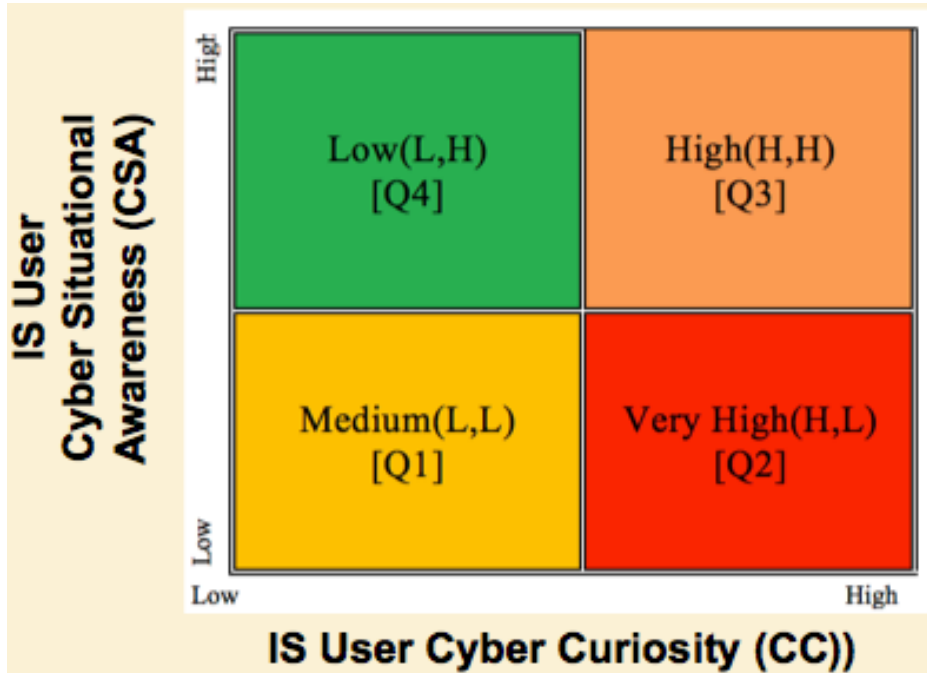 IS User
Cyber Situational
Awareness (CSA)
High
Low
Low(L,H)
[Q4]
High(H,H)
[Q3]
Medium(L,L)
[Q1]
Very High(H,L)
[Q2]
Low
High
IS User Cyber Curiosity (CC))